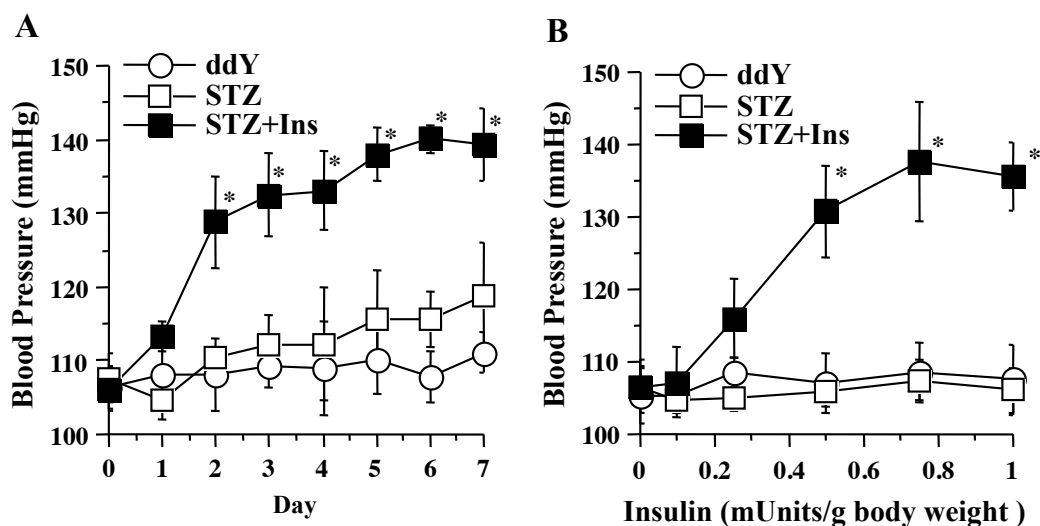 A
ddY
STZ
STZ+Ins
Blood Pressure (mmHg)
150
140
130
120
110
100
* * * * * *
0 1 2 3 4 5 6 7
Day
B
ddY
STZ
STZ+Ins
Blood Pressure (mmHg)
150
140
130
120
110
100
* * *
0 0.2 0.4 0.6 0.8 1
Insulin (mUnits/g body weight )